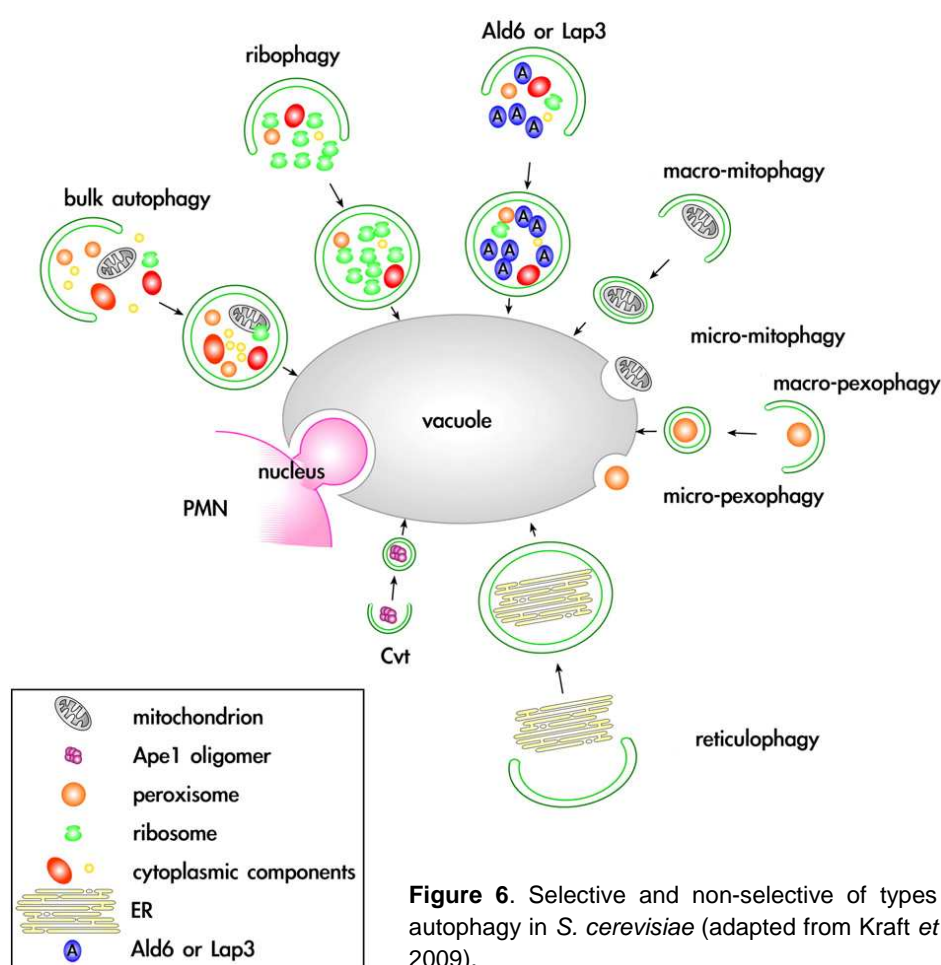 Ald6 or Lap3
ribophagy
A
A
A
A
A
macro-mitophagy
bulk autophagy
A
A
A
A
A
A
micro-mitophagy
macro-pexophagy
vacuole
nucleus
PMN
micro-pexophagy
Cvt
reticulophagy
mitochondrion
Ape1 oligomer
peroxisome
ribosome
cytoplasmic components
ER
A Ald6 or Lap3
Figure 6. Selective and non-selective of types
autophagy in S. cerevisiae (adapted from Kraft et
2009).